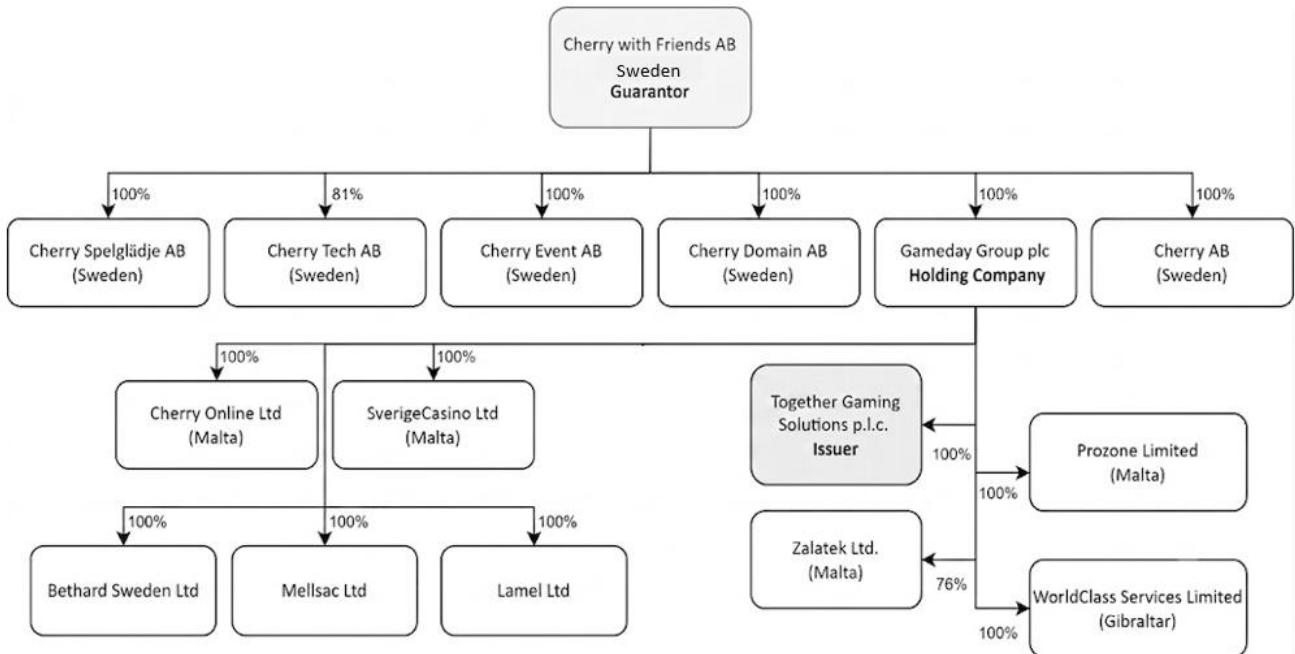 Cherry with Friends AB
Sweden
Guarantor
100%
81%
100%
100%
100%
100%
Cherry Spelglädje AB
(Sweden)
Cherry Tech AB
(Sweden)
Cherry Event AB
(Sweden)
Cherry Domain AB
(Sweden)
Gameday Group plc
Holding Company
Cherry AB
(Sweden)
100%
100%
Cherry Online Ltd
(Malta)
SverigeCasino Ltd
(Malta)
Together Gaming
Solutions p.l.c.
Issuer
100%
Prozone Limited
(Malta)
100%
100%
100%
100%
Bethard Sweden Ltd
Mellsac Ltd
Lamel Ltd
Zalatek Ltd.
(Malta)
76%
WorldClass Services Limited
(Gibraltar)
100%